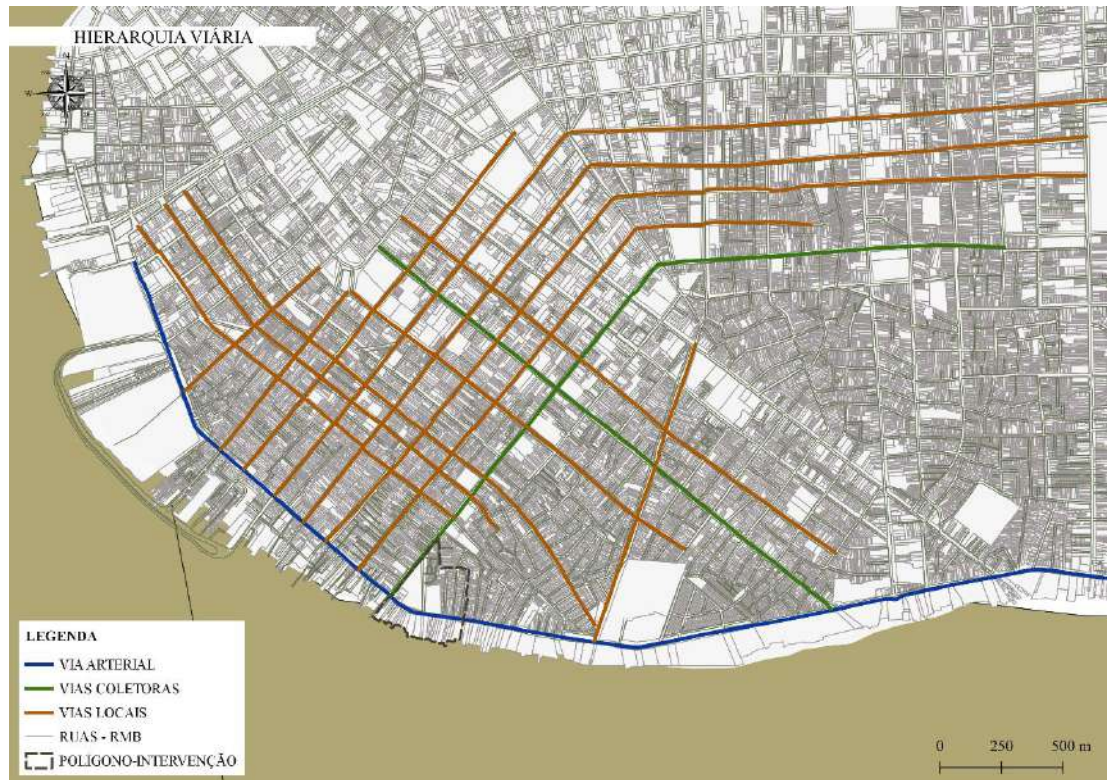 HIERARQUIA VIÁRIA
N
W
LEGENDA
VIA ARTERIAL
VIAS COLETORAS
VIAS LOCAIS
RUAS - RMB
POLIGONO-INTERVENÇÃO
0 250 500 m